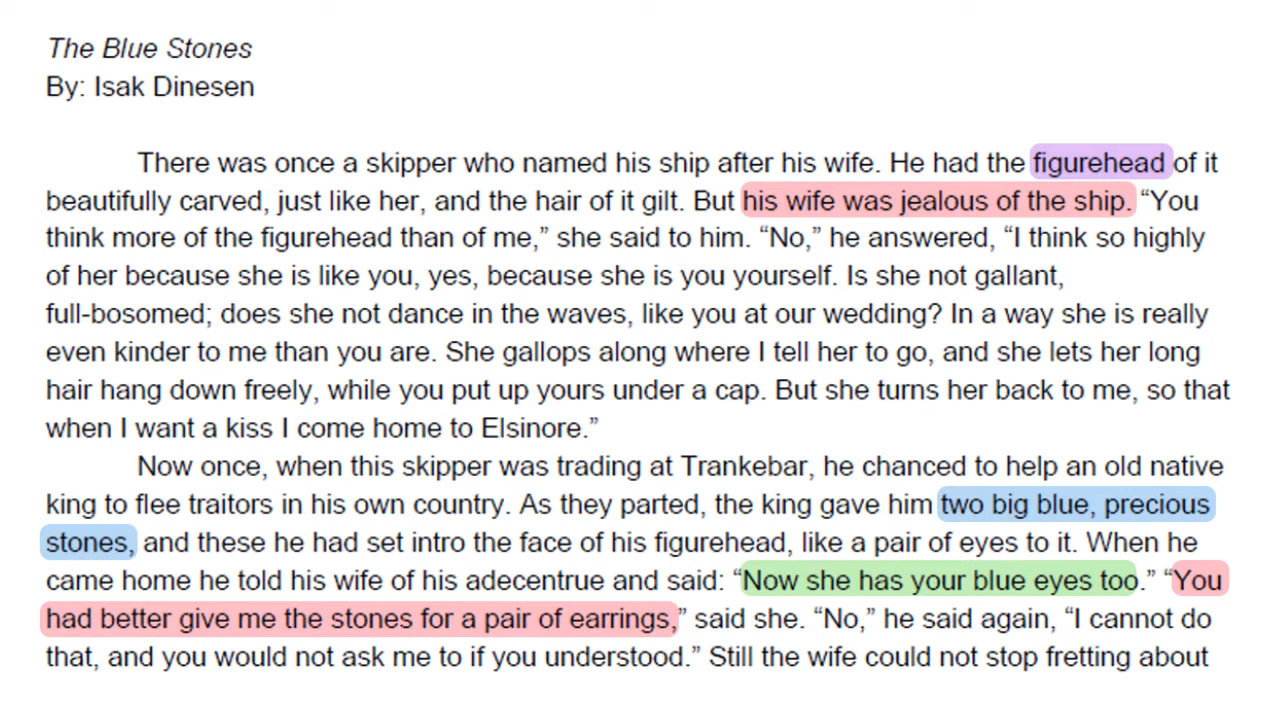 The Blue Stones
By: Isak Dinesen
There was once a skipper who named his ship after his wife. He had the figurehead of it
beautifully carved, just like her, and the hair of it gilt. But his wife was jealous of the ship. “You
think more of the figurehead than of me,” she said to him. “No,” he answered, “I think so highly
of her because she is like you, yes, because she is you yourself. Is she not gallant,
full-bosomed; does she not dance in the waves, like you at our wedding? In a way she is really
even kinder to me than you are. She gallops along where I tell her to go, and she lets her long
hair hang down freely, while you put up yours under a cap. But she turns her back to me, so that
when I want a kiss I come home to Elsinore.”
Now once, when this skipper was trading at Trankebar, he chanced to help an old native
king to flee traitors in his own country. As they parted, the king gave him two big blue, precious
stones, and these he had set intro the face of his figurehead, like a pair of eyes to it. When he
came home he told his wife of his adecentrue and said: “Now she has your blue eyes too.” “You
had better give me the stones for a pair of earrings,” said she. “No,” he said again, “I cannot do
that, and you would not ask me to if you understood.” Still the wife could not stop fretting about